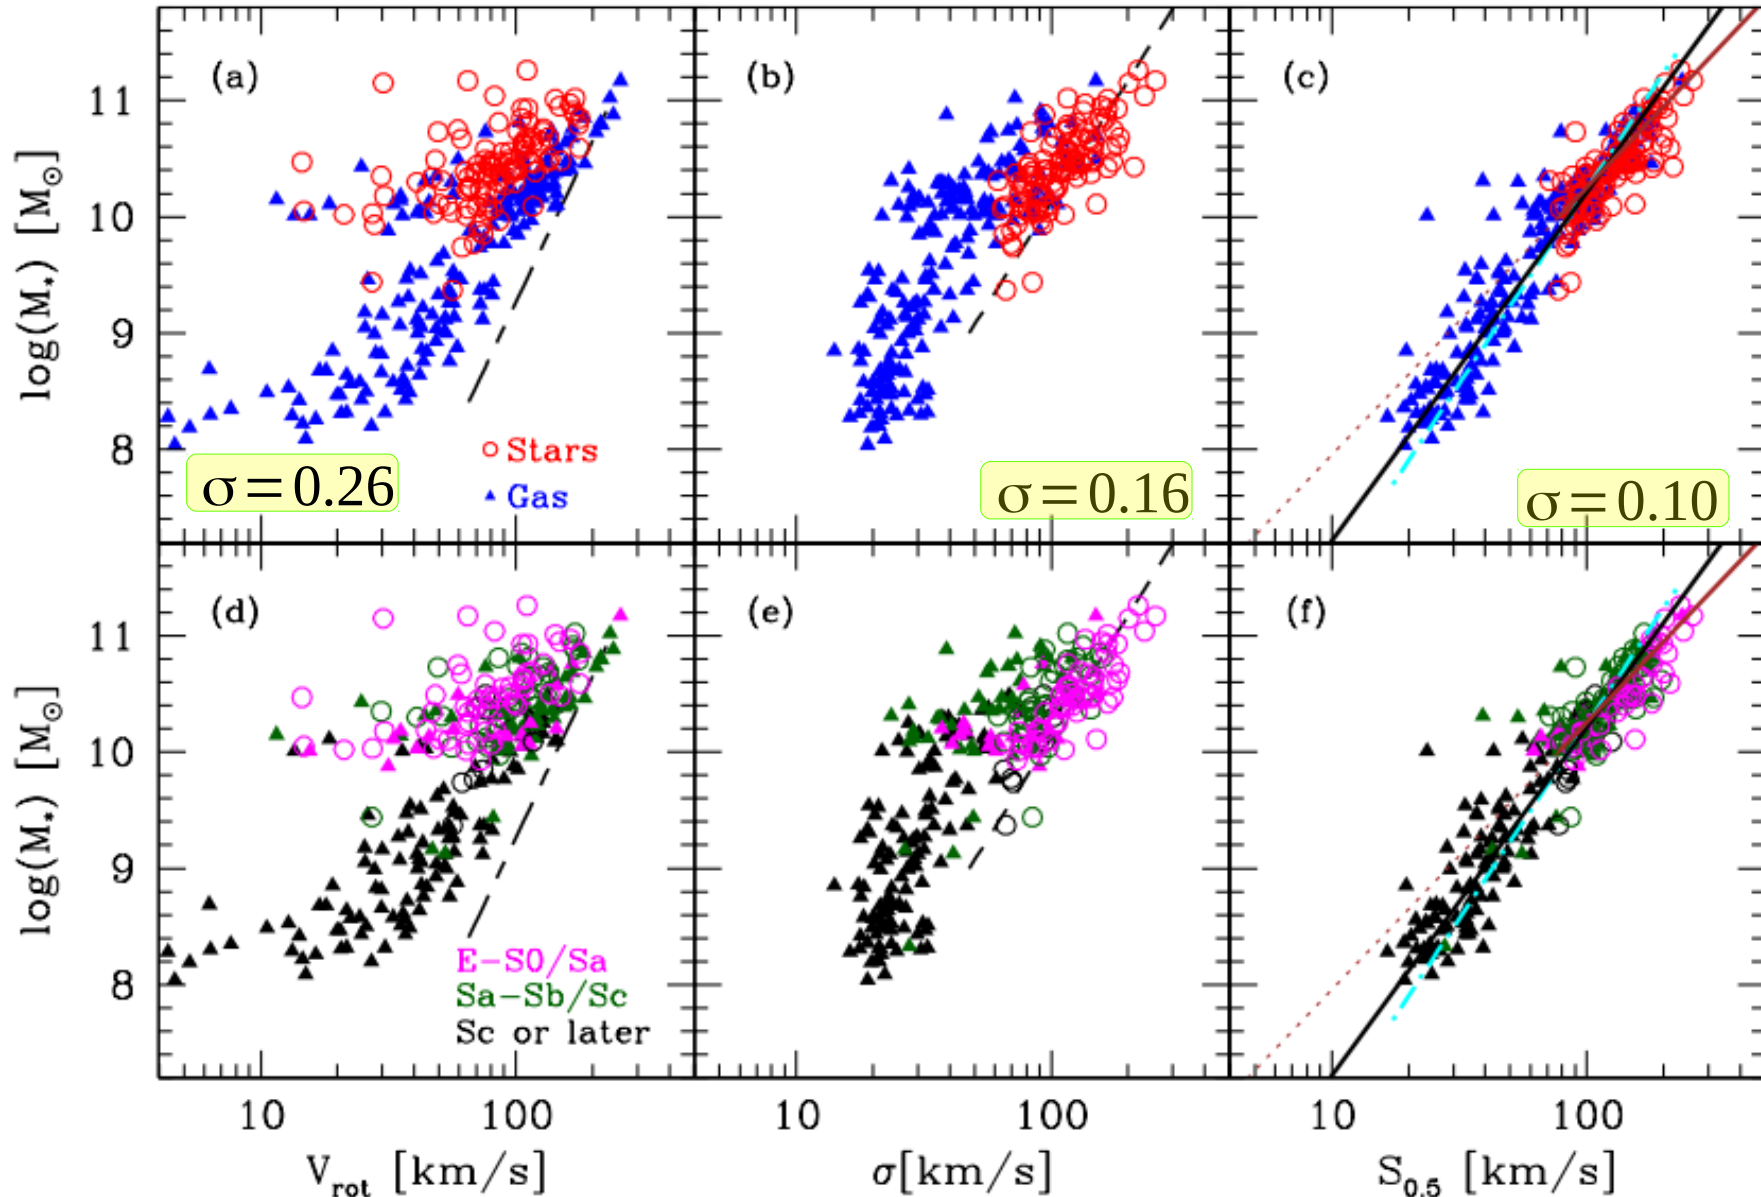 (a)
(b)
(c)
log(M⋆) [M⊙]
11
10
9
8
Stars
Gas
σ=0.26
σ=0.16
σ=0.10
(d)
(e)
(f)
log(M⋆) [M⊙]
11
10
9
8
E-S0/Sa
Sa-Sb/Sc
Sc or later
10 100 10 100 10 100
Vrot [km/s] σ[km/s] S0.5 [km/s]